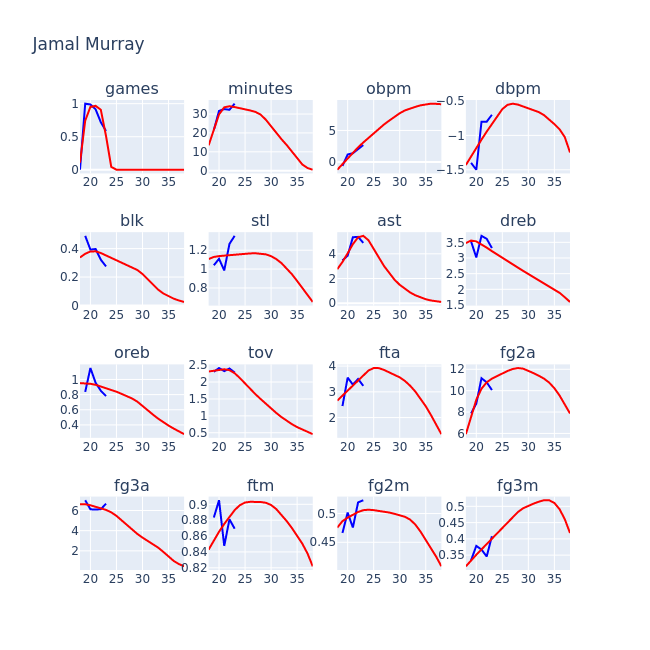 Jamal Murray
games minutes obpm dbpm
1 0.5 0 30 20 10 0 5 0 −0.5 −1 −1.5
20 25 30 35 20 25 30 35 20 25 30 35 20 25 30 35
blk stl ast dreb
0.4 0.2 0 1.2 1 0.8 4 2 0 3.5 3 2.5 2 1.5
20 25 30 35 20 25 30 35 20 25 30 35 20 25 30 35
oreb tov fta fg2a
1 0.8 0.6 0.4 2.5 2 1.5 1 0.5 4 3 2 12 10 8 6
20 25 30 35 20 25 30 35 20 25 30 35 20 25 30 35
fg3a ftm fg2m fg3m
6 4 2 0.9 0.88 0.86 0.84 0.82 0.5 0.45 0.5 0.45 0.4 0.35
20 25 30 35 20 25 30 35 20 25 30 35 20 25 30 35